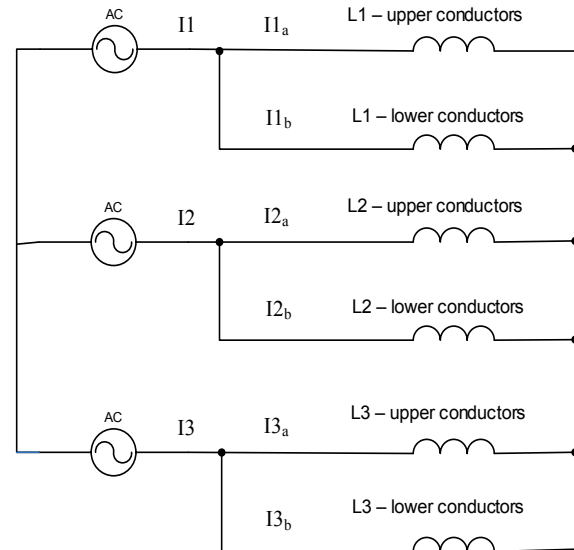 AC I1 I1a L1 – upper conductors
I1b L1 – lower conductors
AC I2 I2a L2 – upper conductors
I2b L2 – lower conductors
AC I3 I3a L3 – upper conductors
I3b L3 – lower conductors